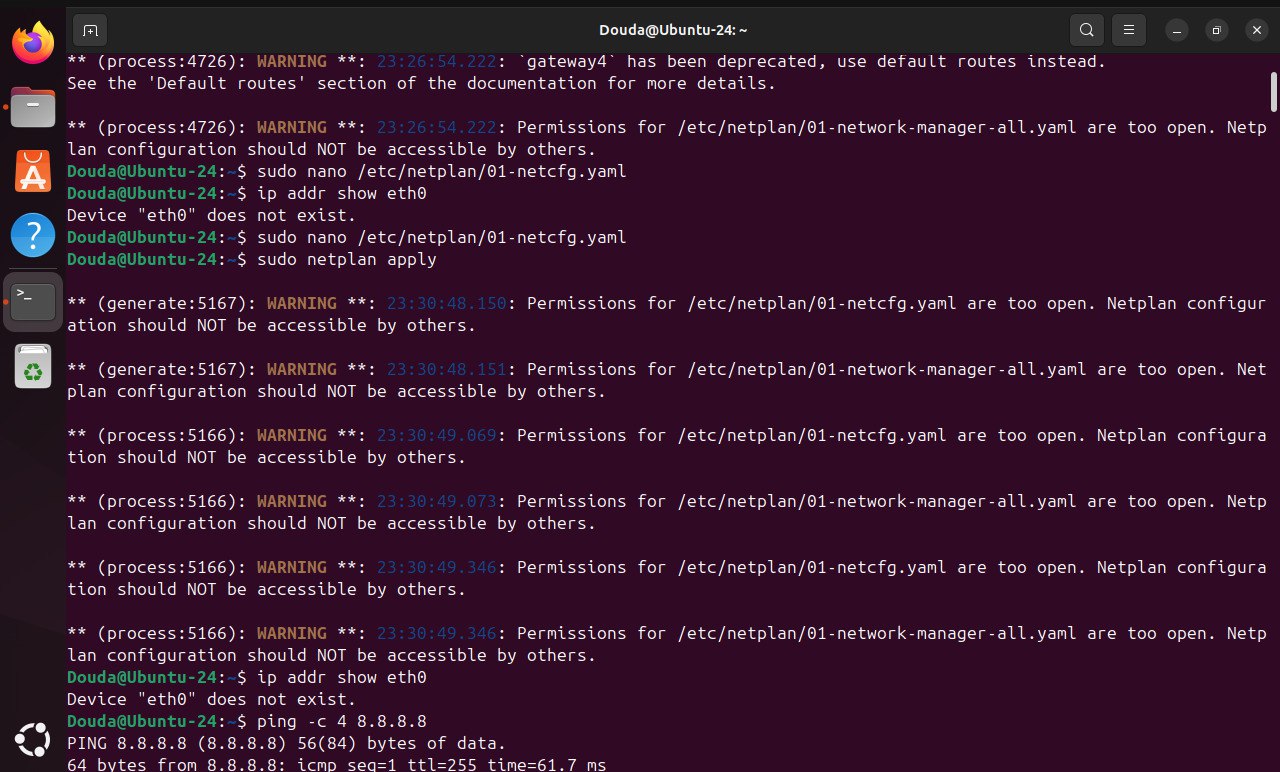 Douda@Ubuntu-24: ~
** (process:4726): WARNING **: 23:26:54.222: `gateway4` has been deprecated, use default routes instead.
See the 'Default routes' section of the documentation for more details.
** (process:4726): WARNING **: 23:26:54.222: Permissions for /etc/netplan/01-network-manager-all.yaml are too open. Netp
lan configuration should NOT be accessible by others.
Douda@Ubuntu-24:~$ sudo nano /etc/netplan/01-netcfg.yaml
Douda@Ubuntu-24:~$ ip addr show eth0
Device "eth0" does not exist.
Douda@Ubuntu-24:~$ sudo nano /etc/netplan/01-netcfg.yaml
Douda@Ubuntu-24:~$ sudo netplan apply
** (generate:5167): WARNING **: 23:30:48.150: Permissions for /etc/netplan/01-netcfg.yaml are too open. Netplan configur
ation should NOT be accessible by others.
** (generate:5167): WARNING **: 23:30:48.151: Permissions for /etc/netplan/01-network-manager-all.yaml are too open. Net
plan configuration should NOT be accessible by others.
** (process:5166): WARNING **: 23:30:49.069: Permissions for /etc/netplan/01-netcfg.yaml are too open. Netplan configura
tion should NOT be accessible by others.
** (process:5166): WARNING **: 23:30:49.073: Permissions for /etc/netplan/01-network-manager-all.yaml are too open. Netp
lan configuration should NOT be accessible by others.
** (process:5166): WARNING **: 23:30:49.346: Permissions for /etc/netplan/01-netcfg.yaml are too open. Netplan configura
tion should NOT be accessible by others.
** (process:5166): WARNING **: 23:30:49.346: Permissions for /etc/netplan/01-network-manager-all.yaml are too open. Netp
lan configuration should NOT be accessible by others.
Douda@Ubuntu-24:~$ ip addr show eth0
Device "eth0" does not exist.
Douda@Ubuntu-24:~$ ping -c 4 8.8.8.8
PING 8.8.8.8 (8.8.8.8) 56(84) bytes of data.
64 bytes from 8.8.8.8: icmp_seq=1 ttl=255 time=61.7 ms